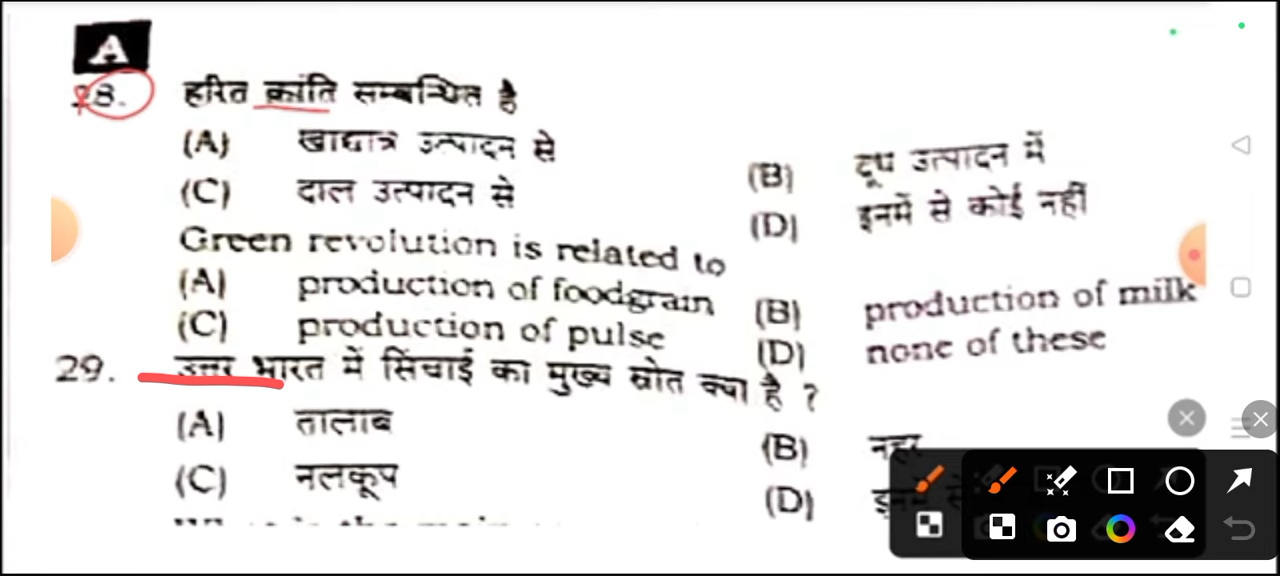 A
28. हरित क्रांति सम्बन्धित है
(A) खाद्यान्न उत्पादन से (B) दूध उत्पादन में
(C) दाल उत्पादन से (D) इनमें से कोई नहीं
Green revolution is related to
(A) production of foodgrain (B) production of milk
(C) production of pulse (D) none of these
29. उत्तर भारत में सिंचाई का मुख्य स्रोत क्या है ?
(A) तालाब (B) नहर
(C) नलकूप (D)